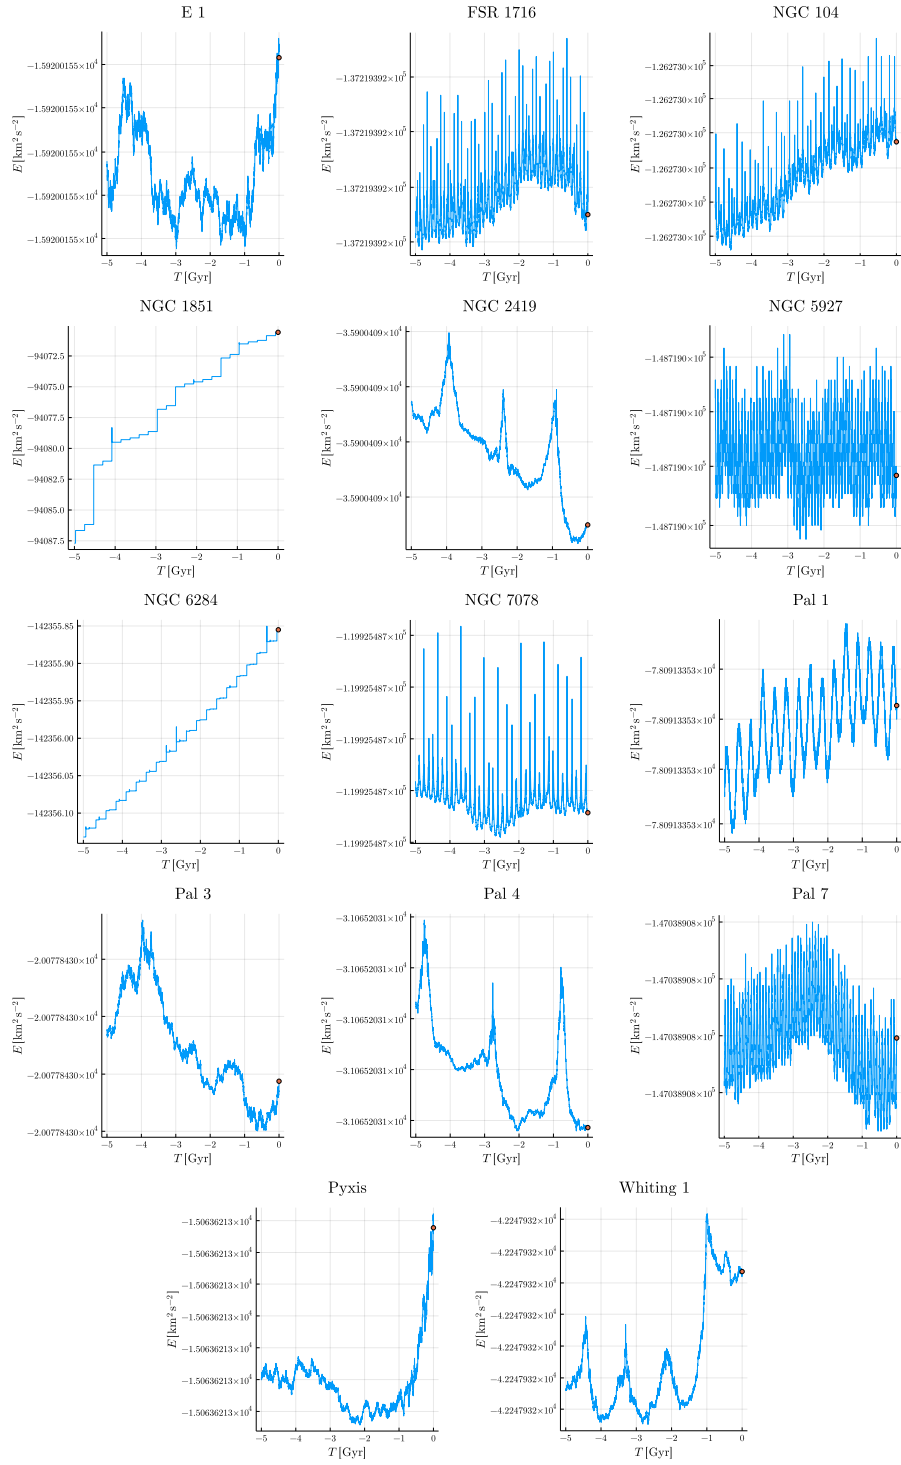 E 1
FSR 1716
NGC 104
−1.59200155×10⁴
−1.59200155×10⁴
−1.59200155×10⁴
−1.59200155×10⁴
−1.59200155×10⁴
E [km² s⁻²]
−5 −4 −3 −2 −1 0
T [Gyr]
−1.37219392×10⁵
−1.37219392×10⁵
−1.37219392×10⁵
−1.37219392×10⁵
E [km² s⁻²]
−5 −4 −3 −2 −1 0
T [Gyr]
−1.262730×10⁵
−1.262730×10⁵
−1.262730×10⁵
−1.262730×10⁵
−1.262730×10⁵
−1.262730×10⁵
E [km² s⁻²]
−5 −4 −3 −2 −1 0
T [Gyr]
NGC 1851
NGC 2419
NGC 5927
−94072.5
−94075.0
−94077.5
−94080.0
−94082.5
−94085.0
−94087.5
E [km² s⁻²]
−5 −4 −3 −2 −1 0
T [Gyr]
−3.5900409×10⁴
−3.5900409×10⁴
−3.5900409×10⁴
−3.5900409×10⁴
E [km² s⁻²]
−5 −4 −3 −2 −1 0
T [Gyr]
−1.487190×10⁵
−1.487190×10⁵
−1.487190×10⁵
−1.487190×10⁵
E [km² s⁻²]
−5 −4 −3 −2 −1 0
T [Gyr]
NGC 6284
NGC 7078
Pal 1
−142355.85
−142355.90
−142355.95
−142356.00
−142356.05
−142356.10
E [km² s⁻²]
−5 −4 −3 −2 −1 0
T [Gyr]
−1.19925487×10⁵
−1.19925487×10⁵
−1.19925487×10⁵
−1.19925487×10⁵
−1.19925487×10⁵
E [km² s⁻²]
−5 −4 −3 −2 −1 0
T [Gyr]
−7.80913353×10⁴
−7.80913353×10⁴
−7.80913353×10⁴
−7.80913353×10⁴
E [km² s⁻²]
−5 −4 −3 −2 −1 0
T [Gyr]
Pal 3
Pal 4
Pal 7
−2.00778430×10⁴
−2.00778430×10⁴
−2.00778430×10⁴
−2.00778430×10⁴
E [km² s⁻²]
−5 −4 −3 −2 −1 0
T [Gyr]
−3.10652031×10⁴
−3.10652031×10⁴
−3.10652031×10⁴
−3.10652031×10⁴
−3.10652031×10⁴
E [km² s⁻²]
−5 −4 −3 −2 −1 0
T [Gyr]
−1.47038908×10⁵
−1.47038908×10⁵
−1.47038908×10⁵
−1.47038908×10⁵
E [km² s⁻²]
−5 −4 −3 −2 −1 0
T [Gyr]
Pyxis
Whiting 1
−1.50636213×10⁴
−1.50636213×10⁴
−1.50636213×10⁴
−1.50636213×10⁴
−1.50636213×10⁴
−1.50636213×10⁴
−1.50636213×10⁴
E [km² s⁻²]
−5 −4 −3 −2 −1 0
T [Gyr]
−4.2247932×10⁴
−4.2247932×10⁴
−4.2247932×10⁴
−4.2247932×10⁴
−4.2247932×10⁴
−4.2247932×10⁴
−4.2247932×10⁴
E [km² s⁻²]
−5 −4 −3 −2 −1 0
T [Gyr]